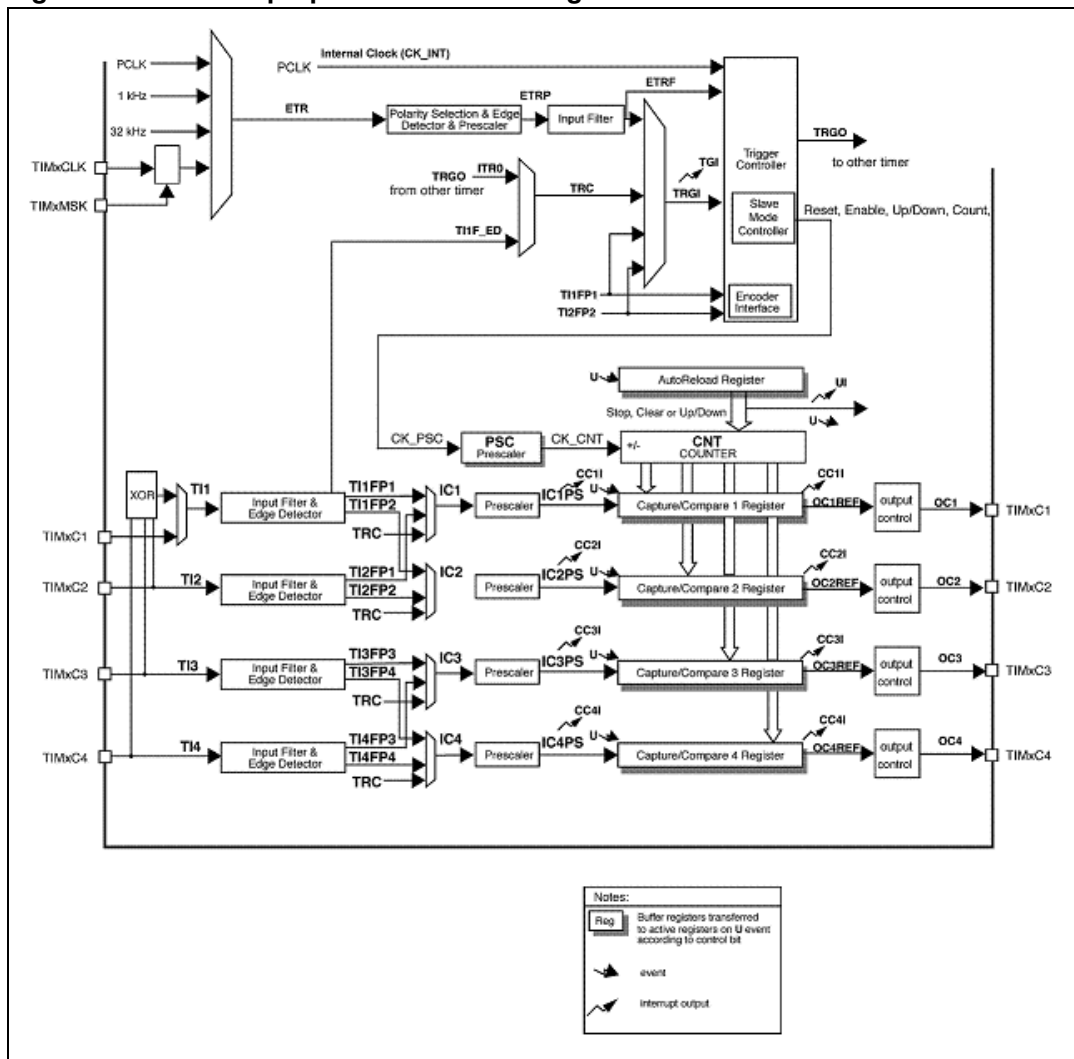 Internal Clock (CK_INT)
PCLK
PCLK
1 kHz
32 kHz
TIMxCLK
TIMxMSK
ETR
Polarity Selection & Edge
Detector & Prescaler
ETRP
Input Filter
ETRF
TRGO
from other timer
ITR0
TRC
TI1F_ED
TGI
TRGI
Trigger
Controller
TRGO
to other timer
Slave
Mode
Controller
Reset, Enable, Up/Down, Count,
TI1FP1
TI2FP2
Encoder
Interface
U
AutoReload Register
UI
U
Stop, Clear or Up/Down
CK_PSC
PSC
Prescaler
CK_CNT
+/-
CNT
COUNTER
XOR
TI1
Input Filter &
Edge Detector
TI1FP1
TI1FP2
TRC
IC1
Prescaler
CC1I
IC1PS
U
Capture/Compare 1 Register
CC1I
OC1REF
output
control
OC1
TIMxC1
TIMxC1
TIMxC2
TI2
Input Filter &
Edge Detector
TI2FP1
TI2FP2
TRC
IC2
Prescaler
CC2I
IC2PS
U
Capture/Compare 2 Register
CC2I
OC2REF
output
control
OC2
TIMxC2
TIMxC3
TI3
Input Filter &
Edge Detector
TI3FP3
TI3FP4
TRC
IC3
Prescaler
CC3I
IC3PS
U
Capture/Compare 3 Register
CC3I
OC3REF
output
control
OC3
TIMxC3
TIMxC4
TI4
Input Filter &
Edge Detector
TI4FP3
TI4FP4
TRC
IC4
Prescaler
CC4I
IC4PS
U
Capture/Compare 4 Register
CC4I
OC4REF
output
control
OC4
TIMxC4
Notes:
Reg
Buffer registers transferred
to active registers on U event
according to control bit
event
interrupt output